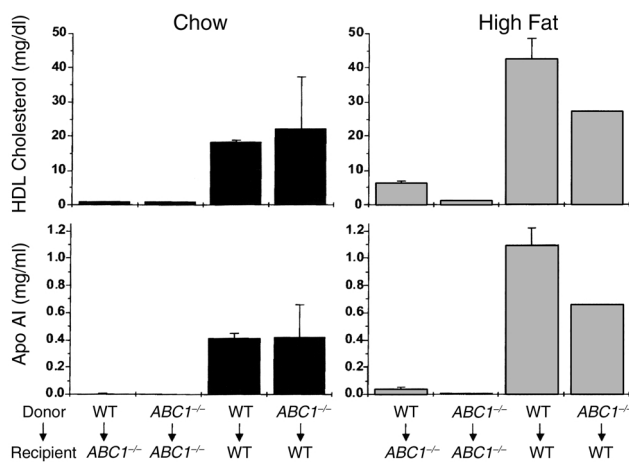 Chow High Fat
HDL Cholesterol (mg/dl)
50 50
40 40
30 30
20 20
10 10
0 0
Apo AI (mg/ml)
1.2 1.2
1.0 1.0
0.8 0.8
0.6 0.6
0.4 0.4
0.2 0.2
0.0 0.0
Donor WT ABC1⁻/⁻ WT ABC1⁻/⁻ WT ABC1⁻/⁻ WT ABC1⁻/⁻
Recipient ABC1⁻/⁻ ABC1⁻/⁻ WT WT ABC1⁻/⁻ ABC1⁻/⁻ WT WT